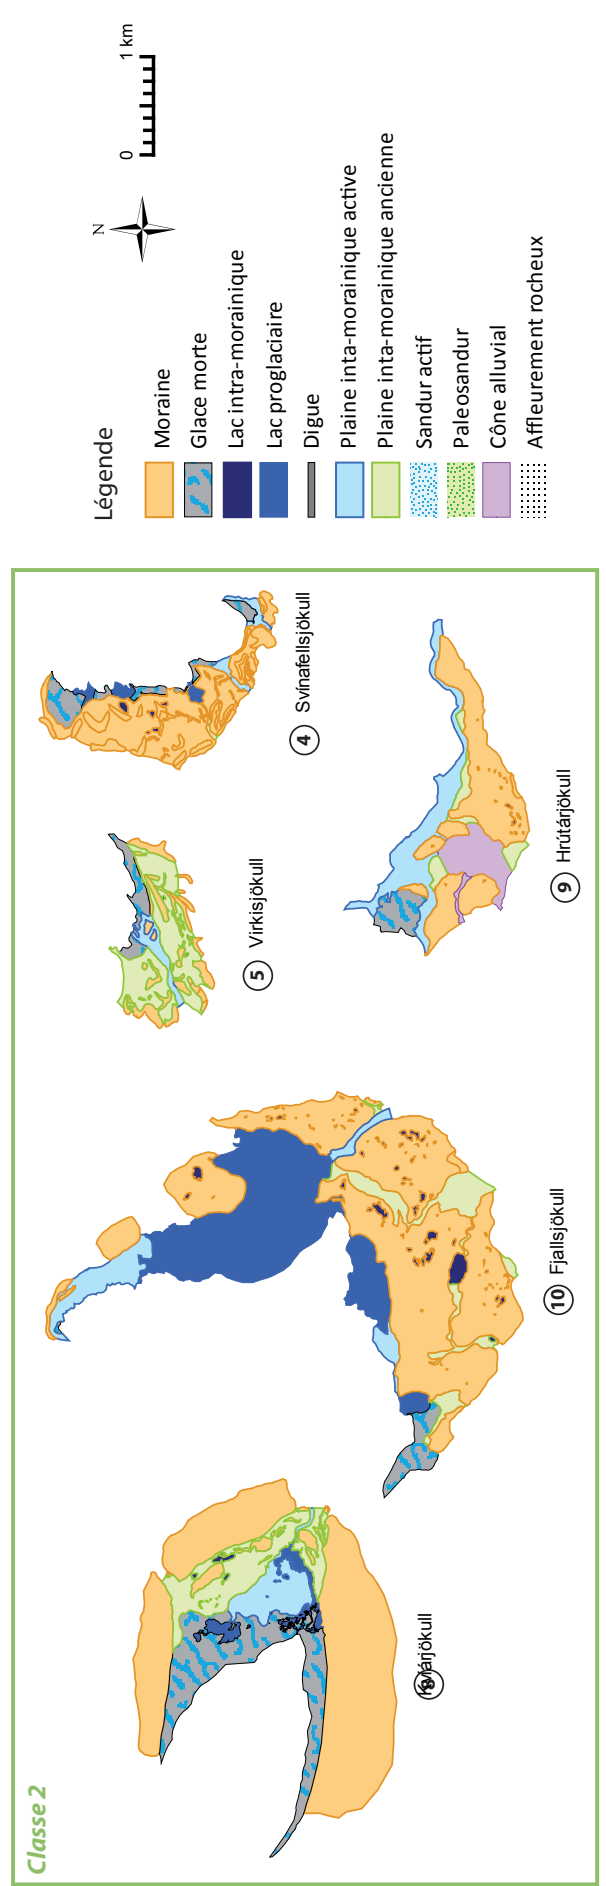 Classe 2
8
Kvíárjökull
10 Fjallsjökull
5 Virkisjökull
9 Hrútárjökull
4 Svínafellsjökull
Légende
Moraine
Glace morte
Lac intra-morainique
Lac proglaciaire
Digue
Plaine inta-morainique active
Plaine inta-morainique ancienne
Sandur actif
Paleosandur
Cône alluvial
Affleurement rocheux
N
0 1 km